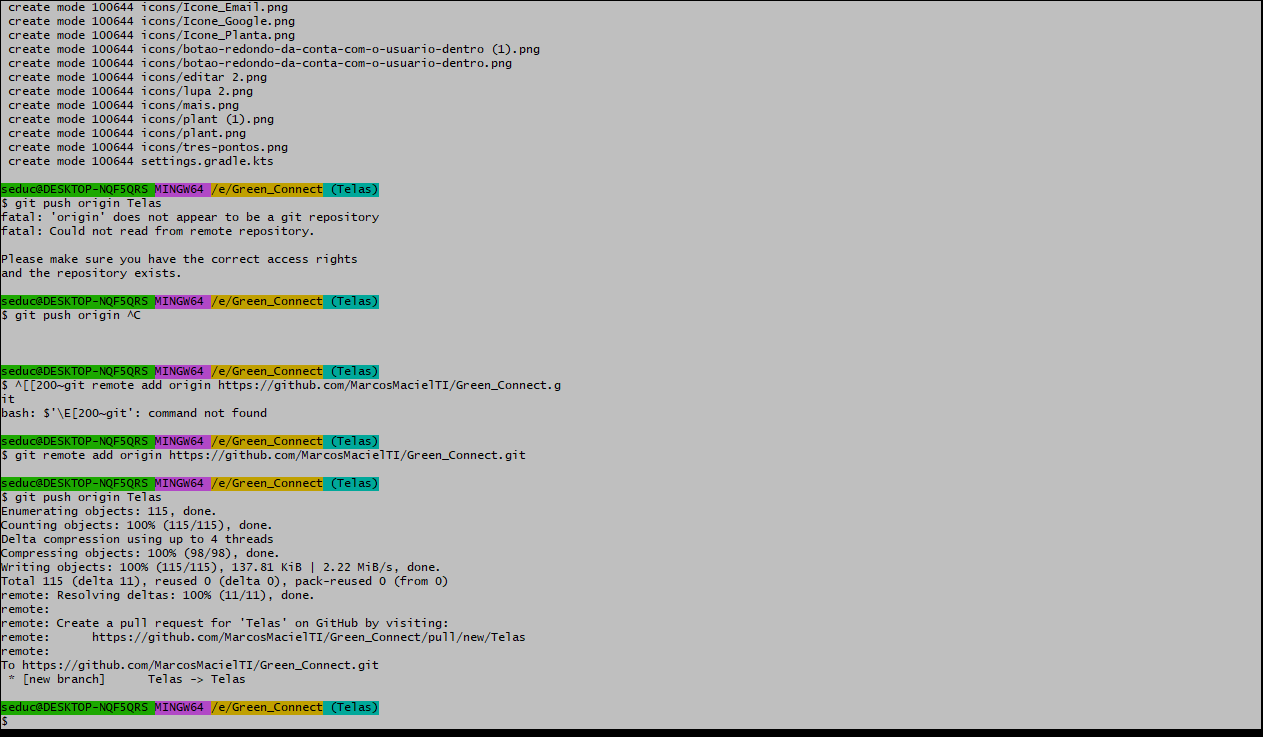 create mode 100644 icons/Icone_Email.png
create mode 100644 icons/Icone_Google.png
create mode 100644 icons/Icone_Planta.png
create mode 100644 icons/botao-redondo-da-conta-com-o-usuario-dentro (1).png
create mode 100644 icons/botao-redondo-da-conta-com-o-usuario-dentro.png
create mode 100644 icons/editar 2.png
create mode 100644 icons/lupa 2.png
create mode 100644 icons/mais.png
create mode 100644 icons/plant (1).png
create mode 100644 icons/plant.png
create mode 100644 icons/tres-pontos.png
create mode 100644 settings.gradle.kts
seduc@DESKTOP-NQF5QRS MINGW64 /e/Green_Connect (Telas)
$ git push origin Telas
fatal: 'origin' does not appear to be a git repository
fatal: Could not read from remote repository.
Please make sure you have the correct access rights
and the repository exists.
seduc@DESKTOP-NQF5QRS MINGW64 /e/Green_Connect (Telas)
$ git push origin ^C
seduc@DESKTOP-NQF5QRS MINGW64 /e/Green_Connect (Telas)
$ ^[[200~git remote add origin https://github.com/MarcosMacielTI/Green_Connect.g
it
bash: $'\E[200~git': command not found
seduc@DESKTOP-NQF5QRS MINGW64 /e/Green_Connect (Telas)
$ git remote add origin https://github.com/MarcosMacielTI/Green_Connect.git
seduc@DESKTOP-NQF5QRS MINGW64 /e/Green_Connect (Telas)
$ git push origin Telas
Enumerating objects: 115, done.
Counting objects: 100% (115/115), done.
Delta compression using up to 4 threads
Compressing objects: 100% (98/98), done.
Writing objects: 100% (115/115), 137.81 KiB | 2.22 MiB/s, done.
Total 115 (delta 11), reused 0 (delta 0), pack-reused 0 (from 0)
remote: Resolving deltas: 100% (11/11), done.
remote:
remote: Create a pull request for 'Telas' on GitHub by visiting:
remote:      https://github.com/MarcosMacielTI/Green_Connect/pull/new/Telas
remote:
To https://github.com/MarcosMacielTI/Green_Connect.git
 * [new branch]      Telas -> Telas
seduc@DESKTOP-NQF5QRS MINGW64 /e/Green_Connect (Telas)
$